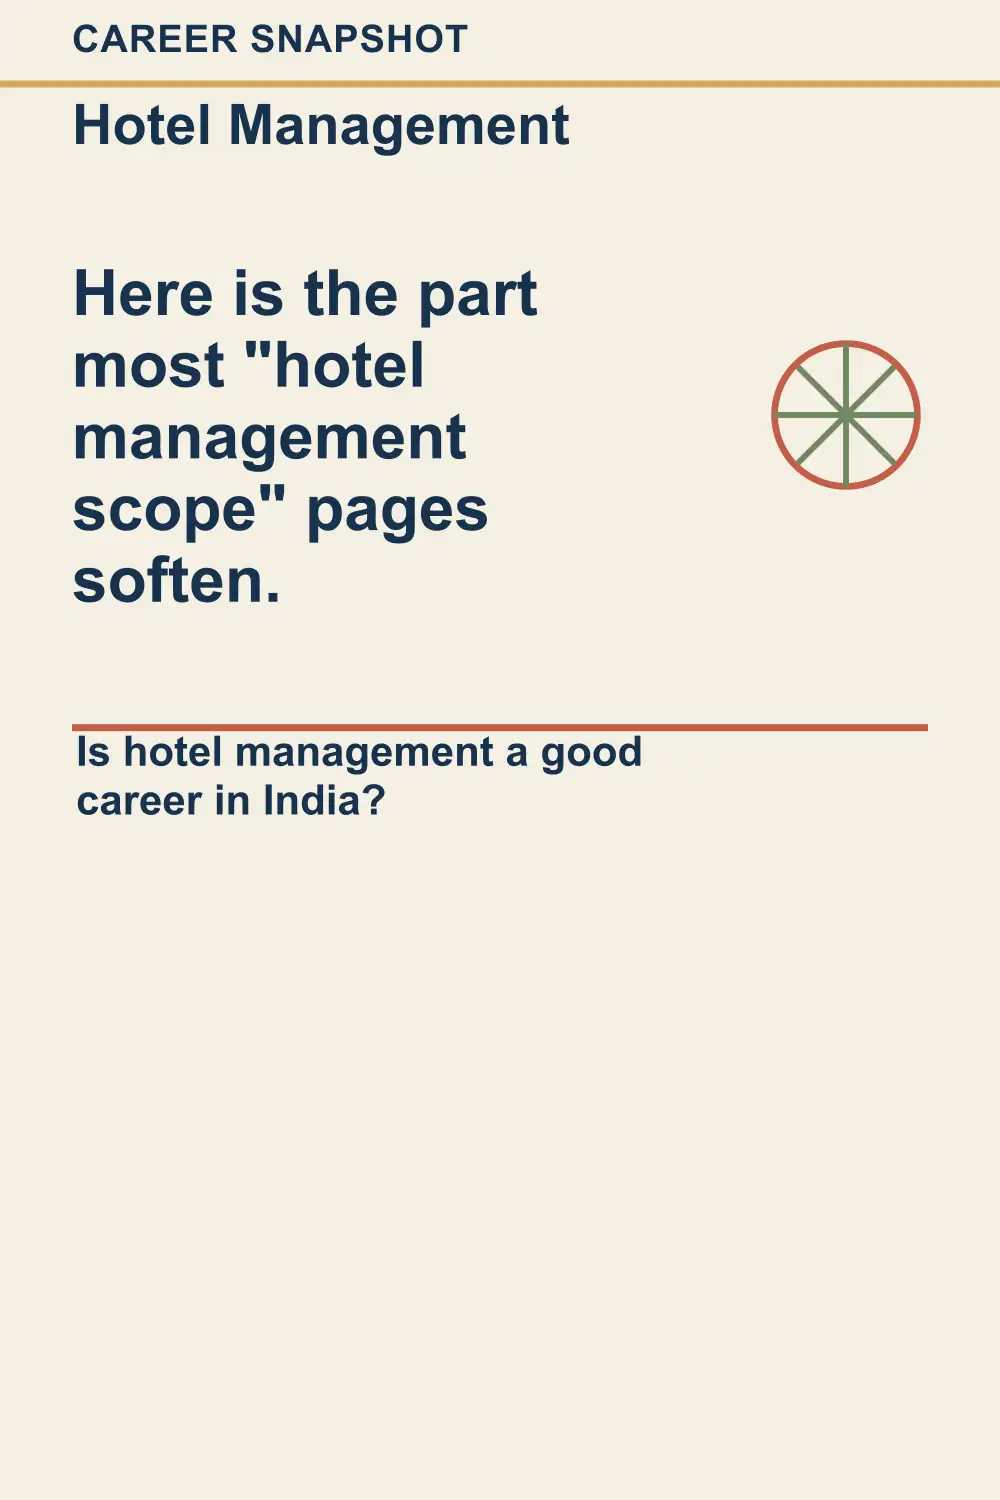 CAREER SNAPSHOT
Hotel Management
Here is the part
most "hotel
management
scope" pages
soften.
Is hotel management a good
career in India?